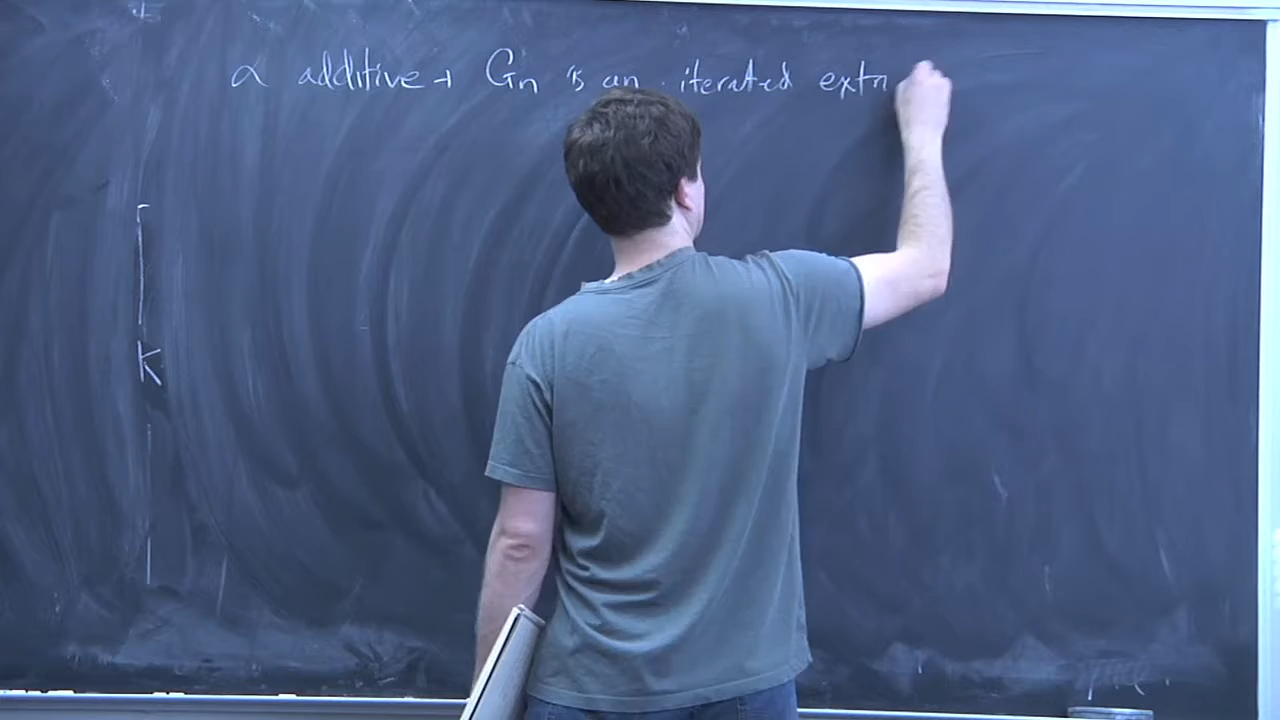 α additive + Gn is an iterated extn
K